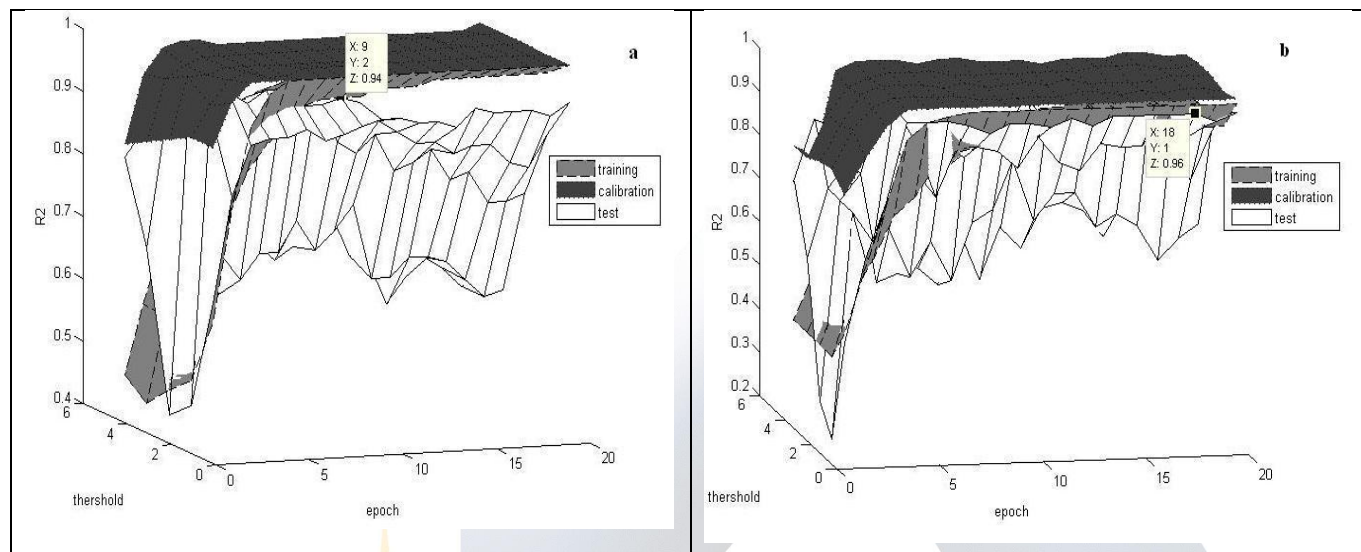 a
1
0.9
0.8
0.7
0.6
0.5
0.4
R2
X: 9
Y: 2
Z: 0.94
training
calibration
test
6
4
2
0
0
5
10
15
20
thershold
epoch
b
1
0.9
0.8
0.7
0.6
0.5
0.4
0.3
0.2
R2
X: 18
Y: 1
Z: 0.96
training
calibration
test
6
4
2
0
0
5
10
15
20
thershold
epoch